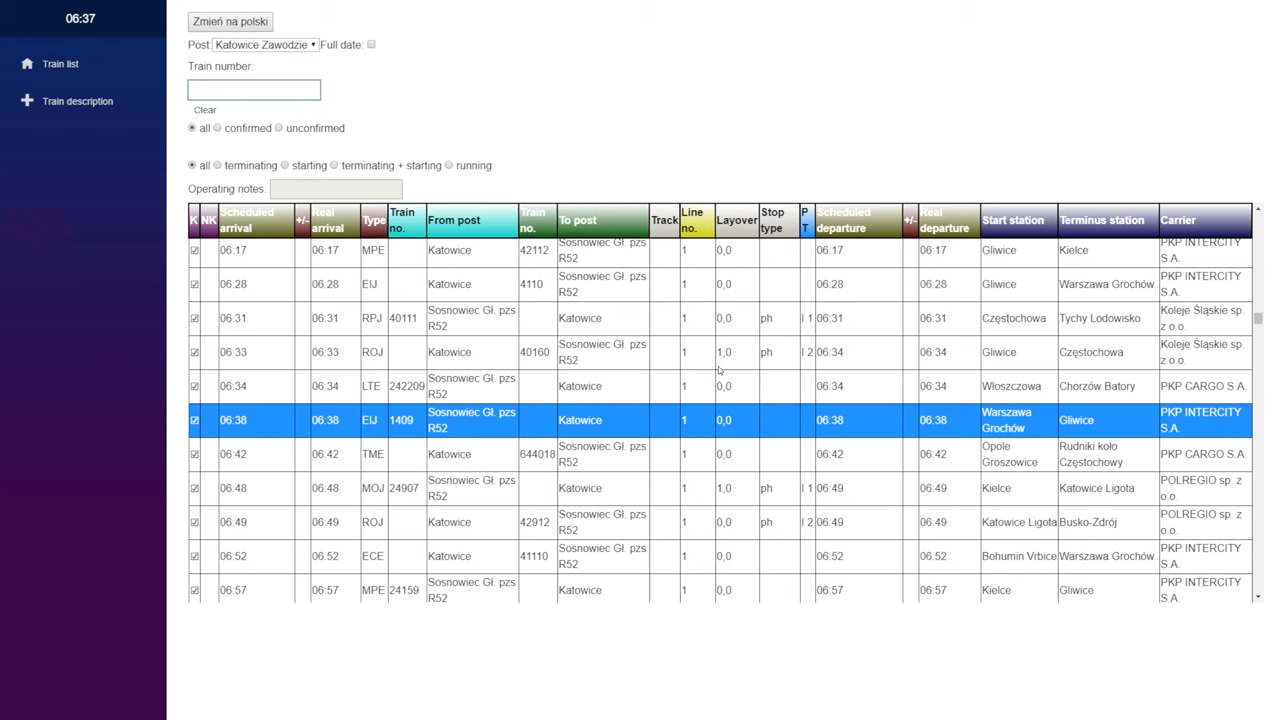 06:37
Train list
Train description
Zmień na polski
Post: Katowice Zawodzie Full date:
Train number:
Clear
all confirmed unconfirmed
all terminating starting terminating + starting running
Operating notes:
K NK Scheduled arrival +/- Real arrival Type Train no. From post Train no. To post Track Line no. Layover Stop type P T Scheduled departure +/- Real departure Start station Terminus station Carrier
06:17 06:17 MPE Katowice 42112 Sosnowiec Gł. pzs R52 1 0,0 06:17 06:17 Gliwice Kielce PKP INTERCITY S.A.
06:28 06:28 EIJ Katowice 4110 Sosnowiec Gł. pzs R52 1 0,0 06:28 06:28 Gliwice Warszawa Grochów PKP INTERCITY S.A.
06:31 06:31 RPJ 40111 Sosnowiec Gł. pzs R52 Katowice 1 0,0 ph I 1 06:31 06:31 Częstochowa Tychy Lodowisko Koleje Śląskie sp. z o.o.
06:33 06:33 ROJ Katowice 40160 Sosnowiec Gł. pzs R52 1 1,0 ph I 2 06:34 06:34 Gliwice Częstochowa Koleje Śląskie sp. z o.o.
06:34 06:34 LTE 242209 Sosnowiec Gł. pzs R52 Katowice 1 0,0 06:34 06:34 Włoszczowa Chorzów Batory PKP CARGO S.A.
06:38 06:38 EIJ 1409 Sosnowiec Gł. pzs R52 Katowice 1 0,0 06:38 06:38 Warszawa Grochów Gliwice PKP INTERCITY S.A.
06:42 06:42 TME Katowice 644018 Sosnowiec Gł. pzs R52 1 0,0 06:42 06:42 Opole Groszowice Rudniki koło Częstochowy PKP CARGO S.A.
06:48 06:48 MOJ 24907 Sosnowiec Gł. pzs R52 Katowice 1 1,0 ph I 1 06:49 06:49 Kielce Katowice Ligota POLREGIO sp. z o.o.
06:49 06:49 ROJ Katowice 42912 Sosnowiec Gł. pzs R52 1 0,0 ph I 2 06:49 06:49 Katowice Ligota Busko-Zdrój POLREGIO sp. z o.o.
06:52 06:52 ECE Katowice 41110 Sosnowiec Gł. pzs R52 1 0,0 06:52 06:52 Bohumin Vrbice Warszawa Grochów PKP INTERCITY S.A.
06:57 06:57 MPE 24159 Sosnowiec Gł. pzs R52 Katowice 1 0,0 06:57 06:57 Kielce Gliwice PKP INTERCITY S.A.